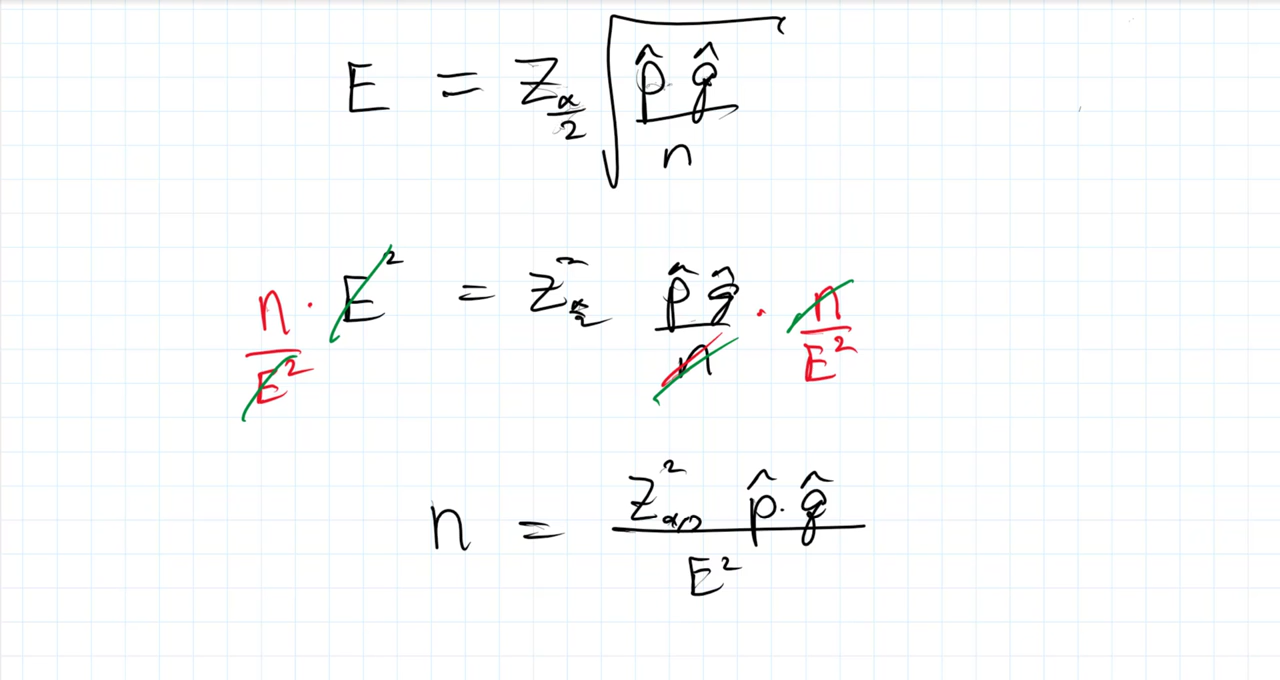 E = Z_{α/2} √(p̂ q̂ / n)
n/E² · E² = Z²_{α/2} p̂ q̂ / n · n/E²
n = Z²_{α/2} p̂ · q̂ / E²